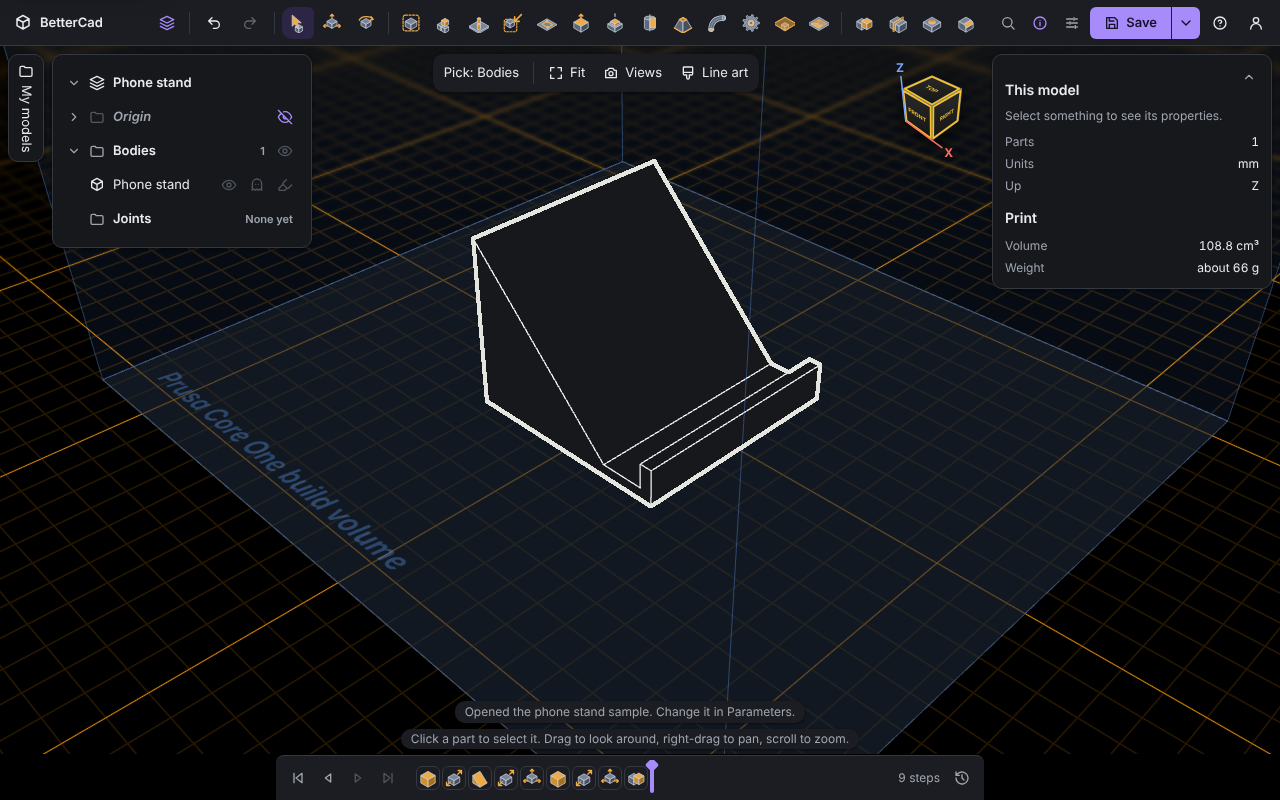 BetterCad
Save
My models
Phone stand
Origin
Bodies 1
Phone stand
Joints None yet
Pick: Bodies Fit Views Line art
Z
TOP
FRONT
RIGHT
X
This model
Select something to see its properties.
Parts 1
Units mm
Up Z
Print
Volume 108.8 cm³
Weight about 66 g
Prusa Core One build volume
Opened the phone stand sample. Change it in Parameters.
Click a part to select it. Drag to look around, right-drag to pan, scroll to zoom.
9 steps